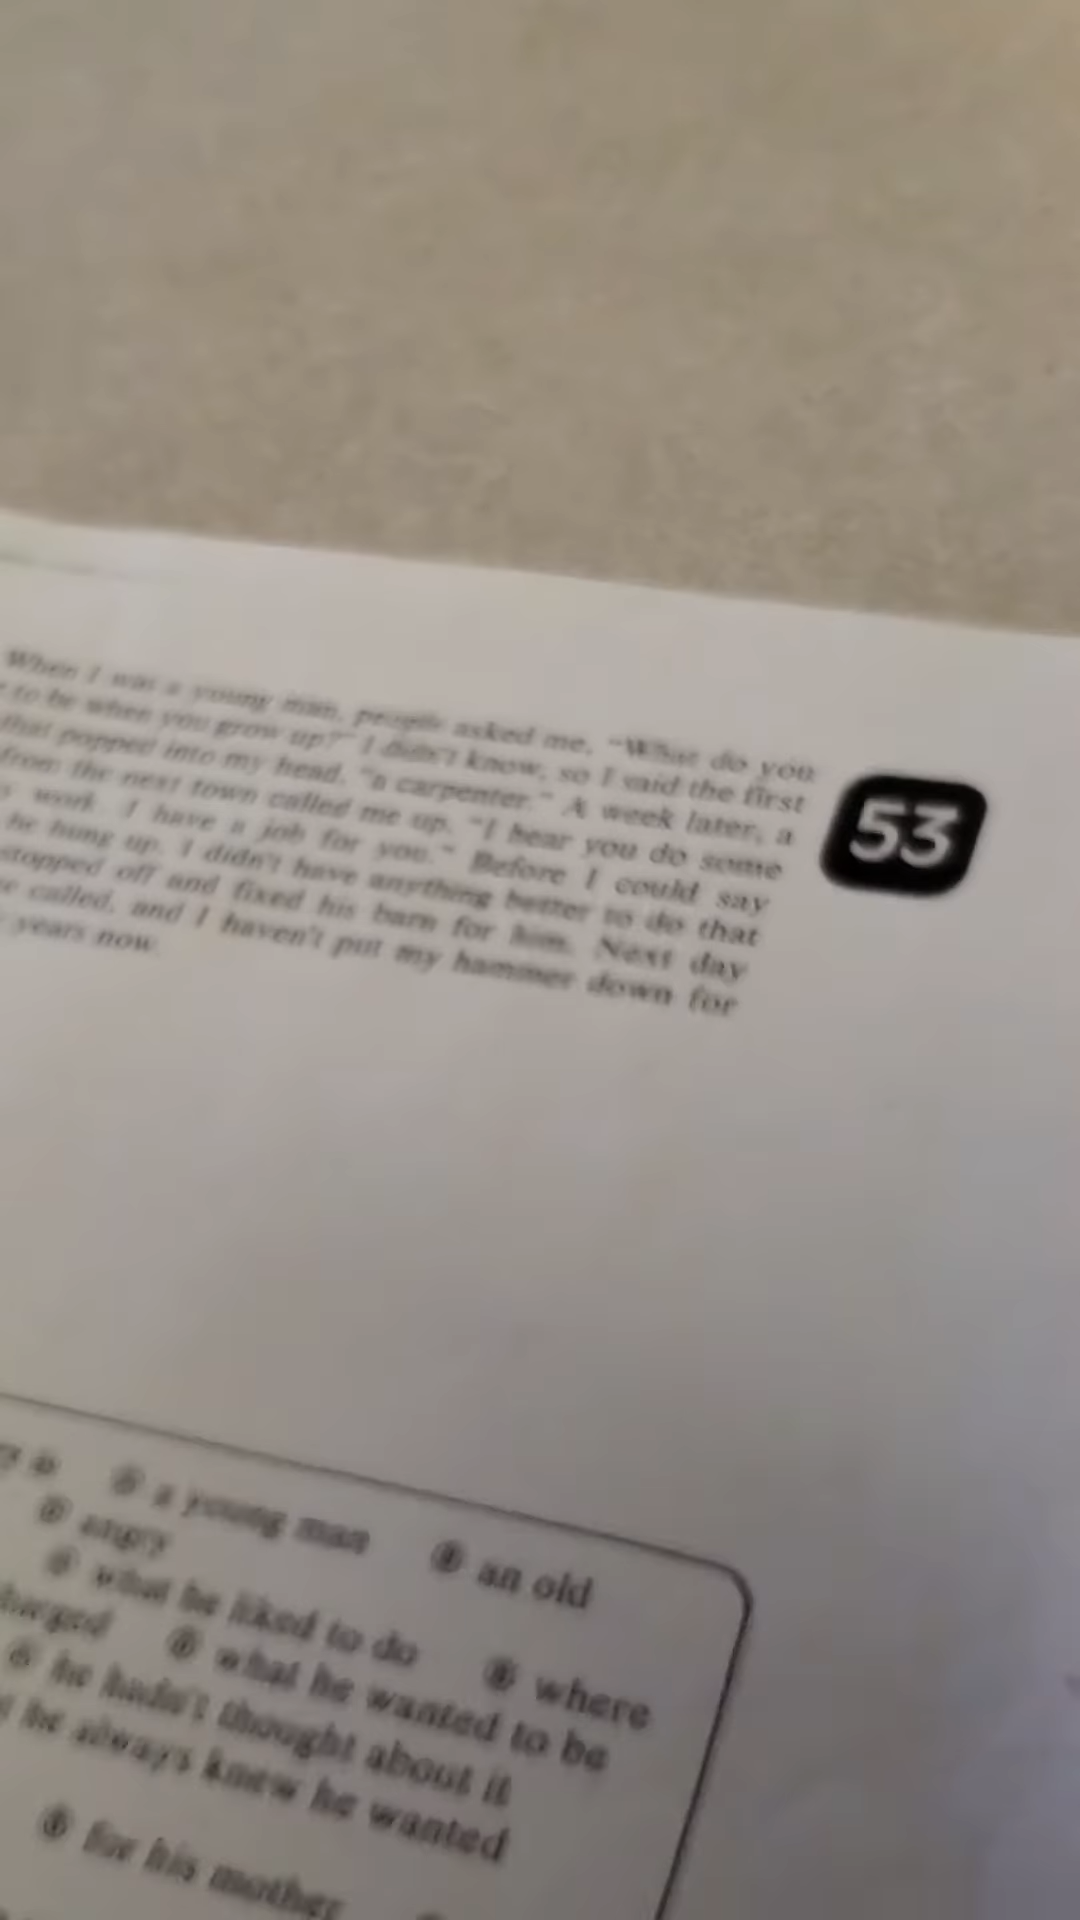 When I was a young man, people asked me, "What do you
to be when you grow up?" I didn't know, so I said the first
that popped into my head, "a carpenter." A week later, a
from the next town called me up. "I hear you do some
work. I have a job for you." Before I could say
he hung up. I didn't have anything better to do that
stopped off and fixed his barn for him. Next day
called, and I haven't put my hammer down for
years now.
53
a young man an old
angry
what he liked to do where
what he wanted to be
he hadn't thought about it
he always knew he wanted
for his mother